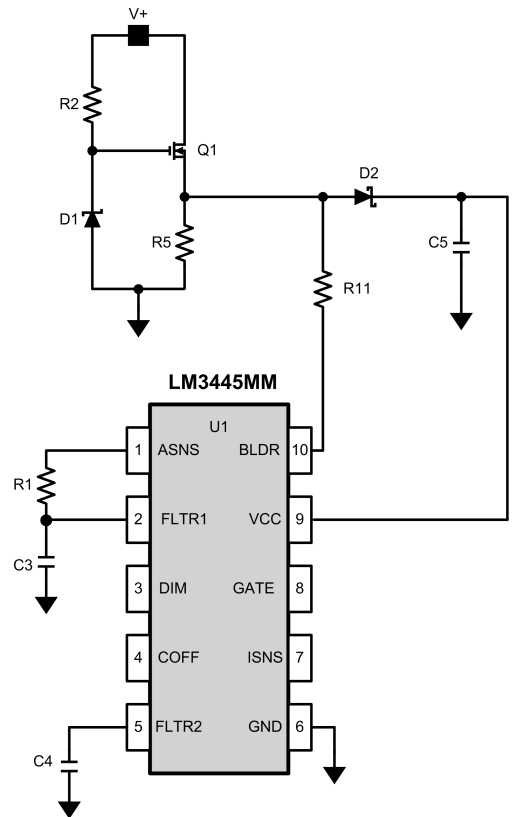 V+
R2
Q1
D2
D1
R5
C5
R11
LM3445MM
U1
1 ASNS BLDR 10
R1
2 FLTR1 VCC 9
C3
3 DIM GATE 8
4 COFF ISNS 7
5 FLTR2 GND 6
C4